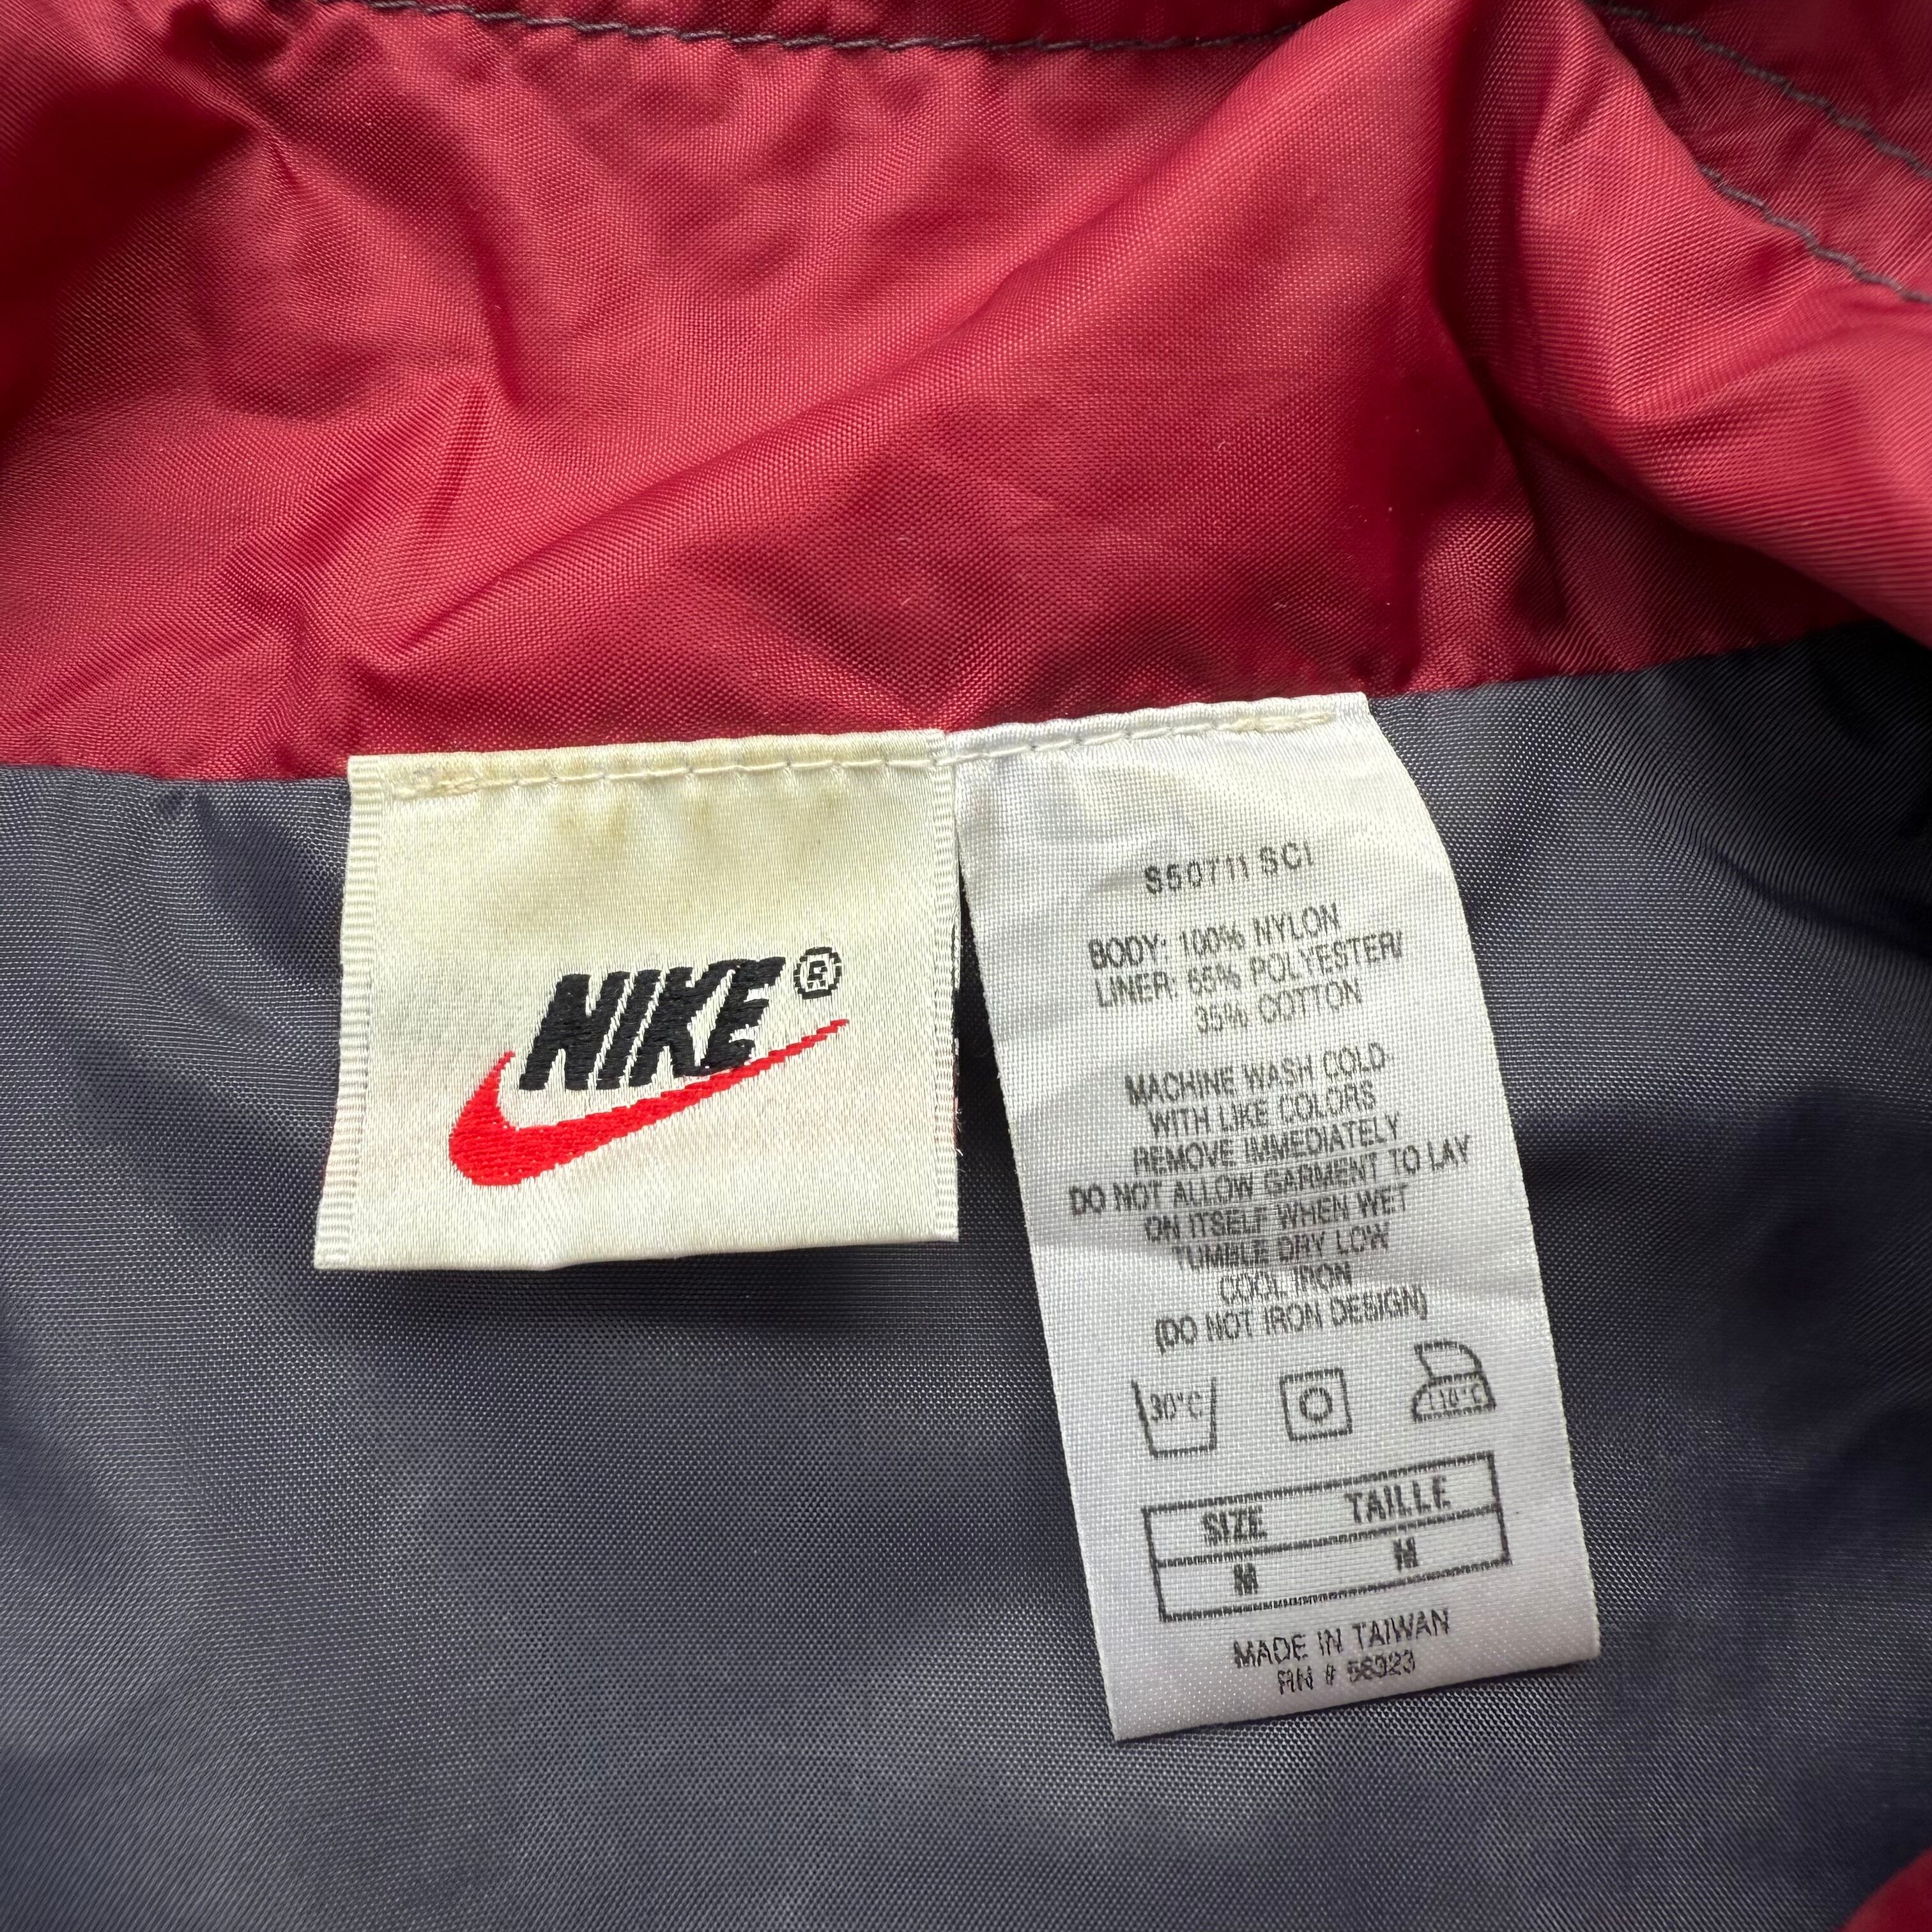 NIKE®
S50711 SCI
BODY: 100% NYLON
LINER: 65% POLYESTER/
35% COTTON
MACHINE WASH COLD
WITH LIKE COLORS
REMOVE IMMEDIATELY
DO NOT ALLOW GARMENT TO LAY
ON ITSELF WHEN WET
TUMBLE DRY LOW
COOL IRON
(DO NOT IRON DESIGN)
30°C 110°C
SIZE TAILLE
M M
MADE IN TAIWAN
RN # 56323